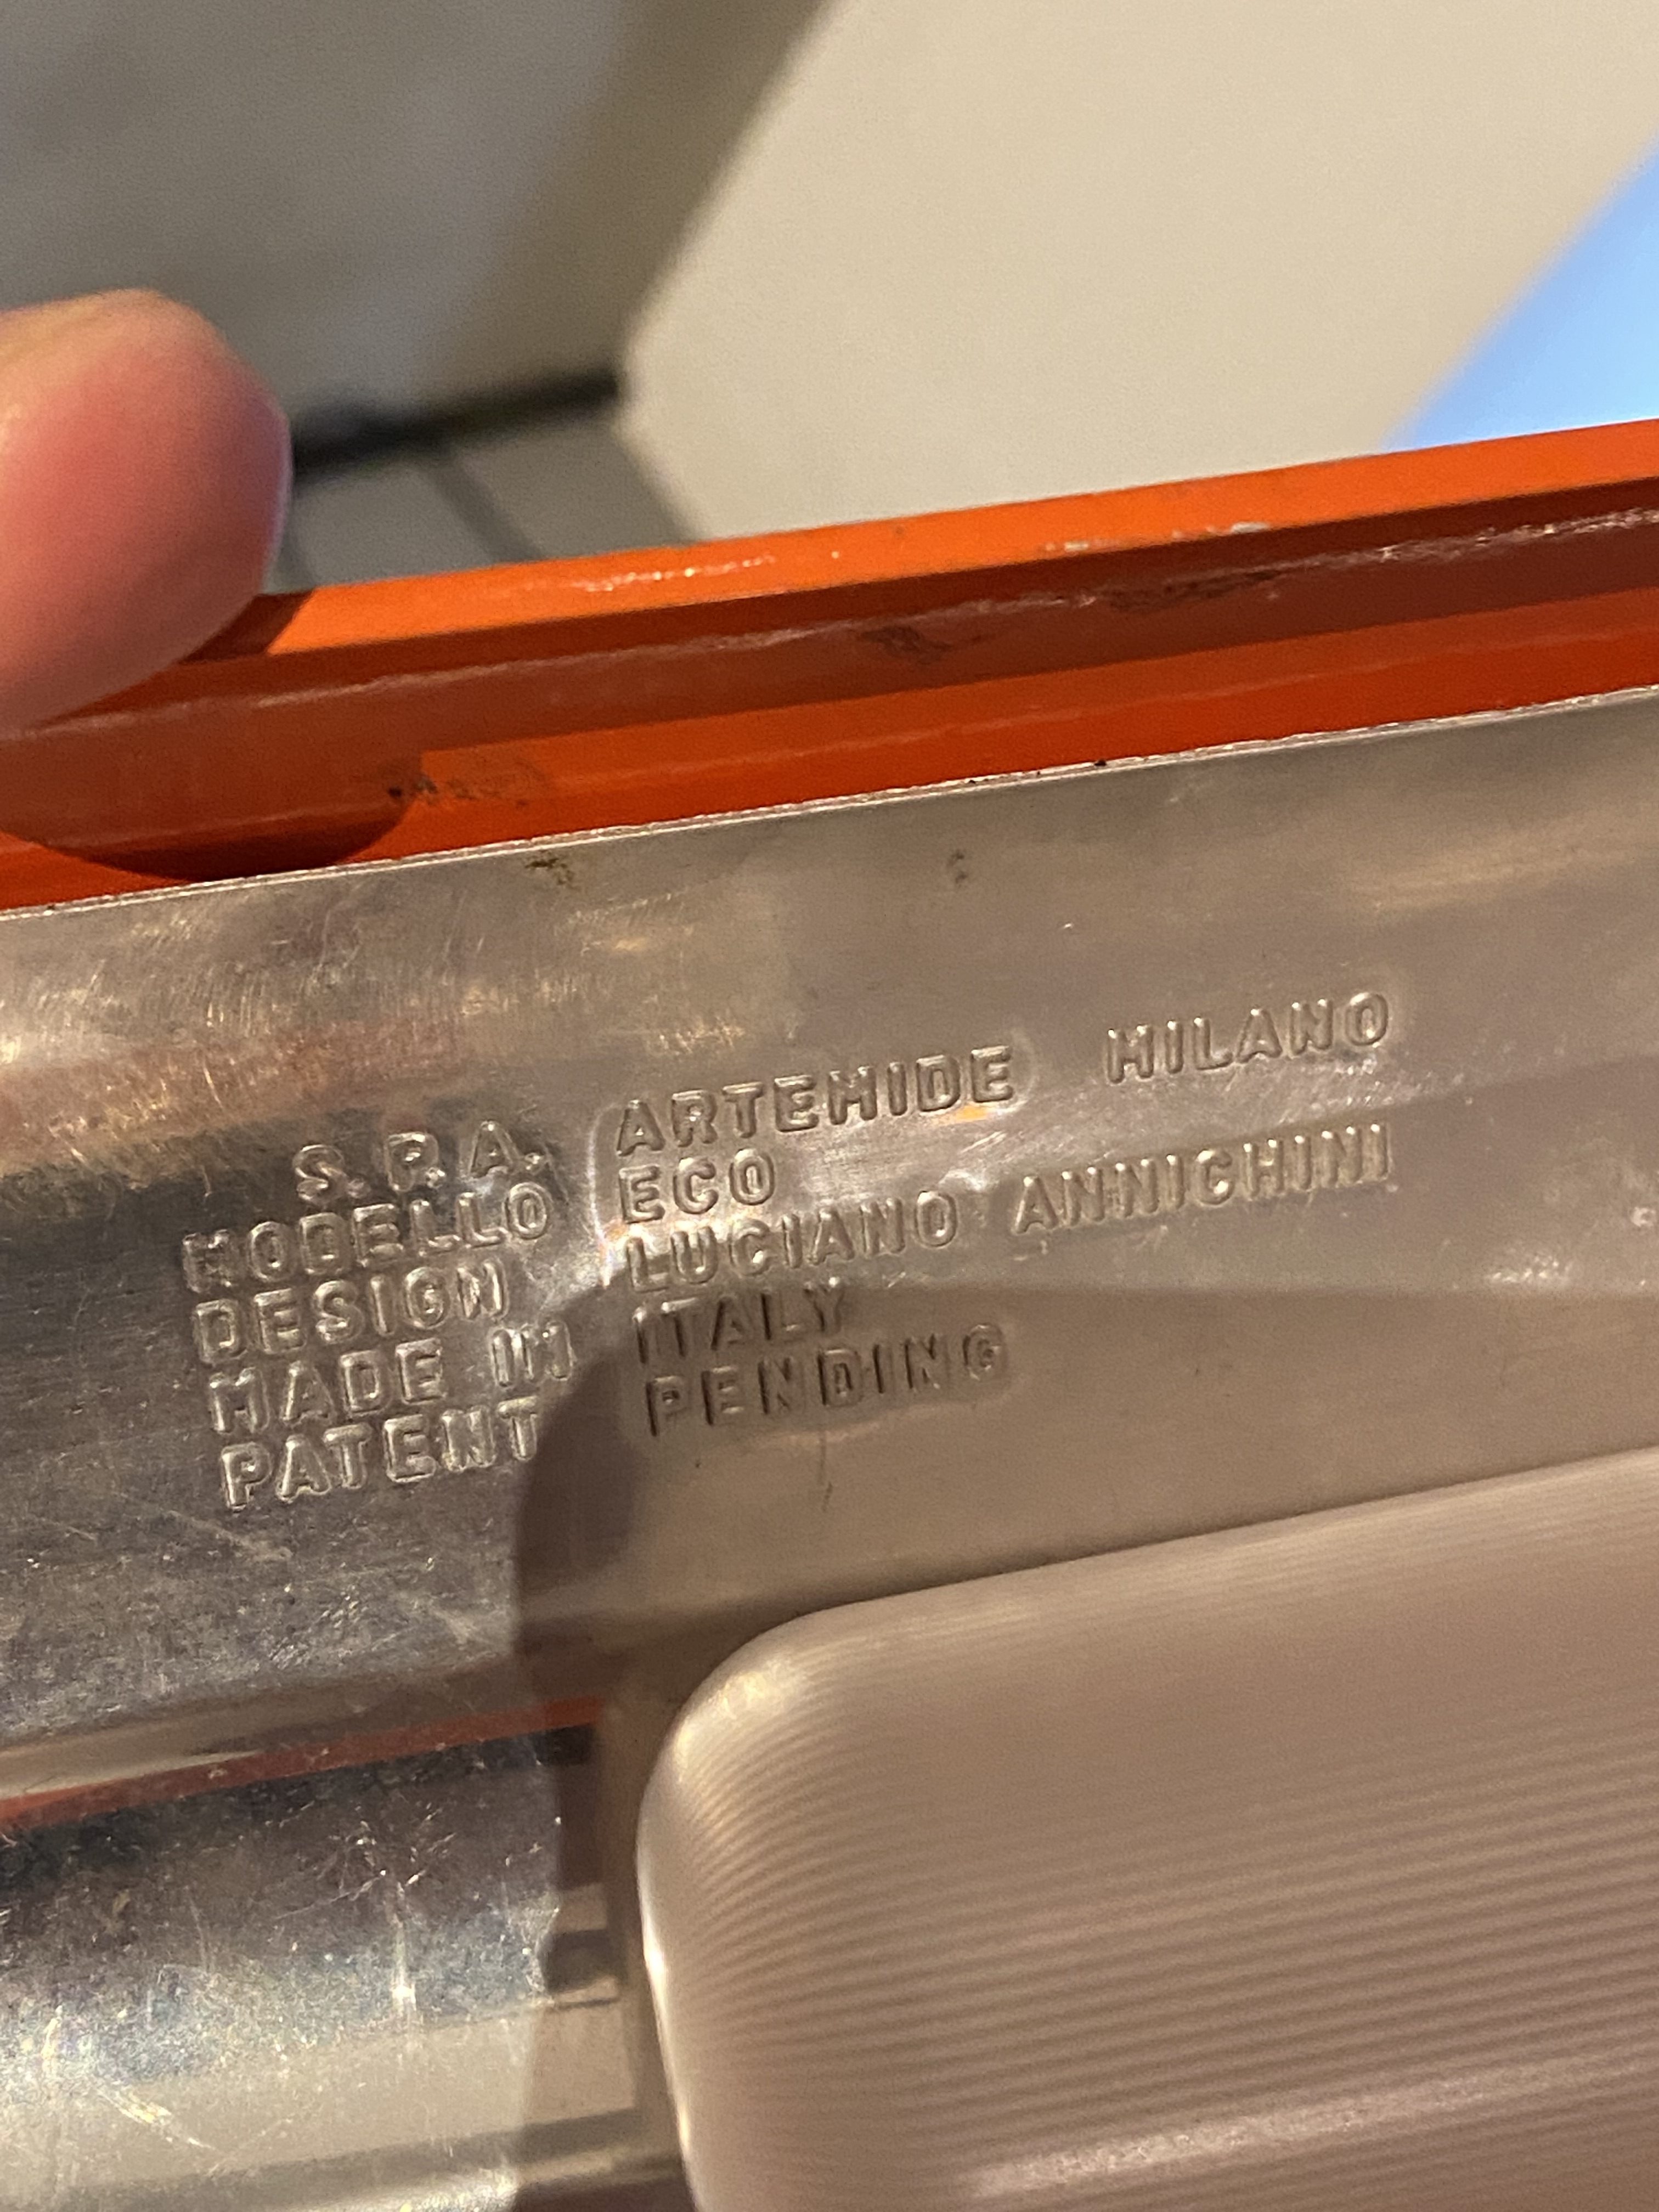 S.P.A. ARTEMIDE MILANO
MODELLO ECO
DESIGN LUCIANO ANNICHINI
MADE IN ITALY
PATENT PENDING